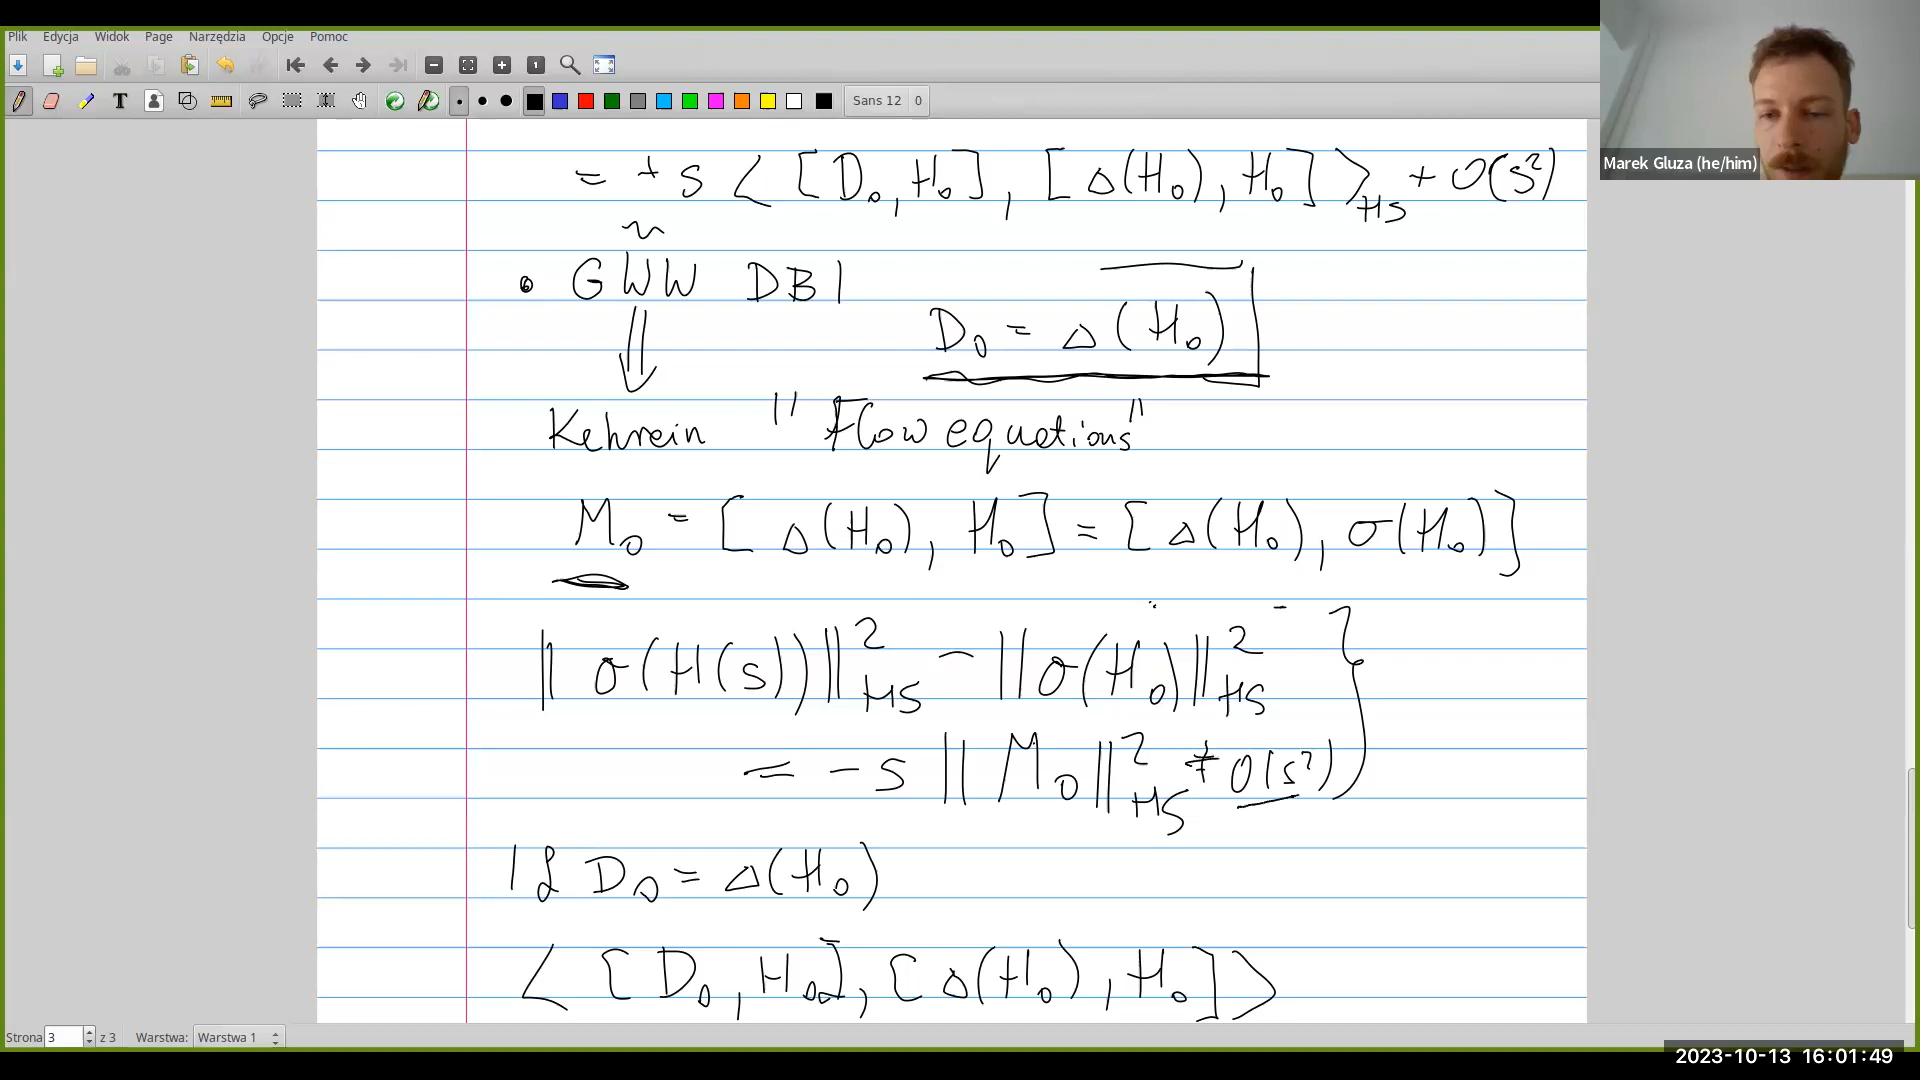 Plik Edycja Widok Page Narzędzia Opcje Pomoc
Sans 12 0
Marek Gluza (he/him)
= + s ⟨ [D₀, H₀], [Δ(H₀), H₀] ⟩_HS + O(s²)
• GWW DBI
D₀ = Δ(H₀)
⇓
Kehrein "Flow equations"
M₀ = [Δ(H₀), H₀] = [Δ(H₀), σ(H₀)]
‖σ(H(s))‖²_HS − ‖σ(H₀)‖²_HS
= −s ‖M₀‖²_HS + O(s²)
If D₀ = Δ(H₀)
⟨ [D₀, H₀], [Δ(H₀), H₀] ⟩
Strona 3 z 3 Warstwa: Warstwa 1
2023-10-13 16:01:49